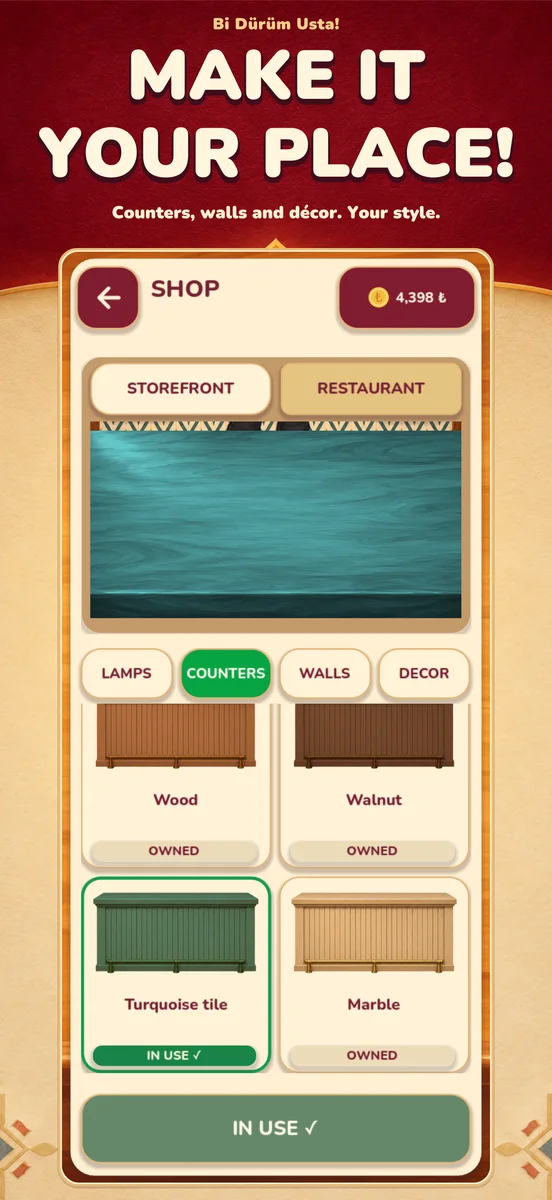 Bi Dürüm Usta!
MAKE IT
YOUR PLACE!
Counters, walls and décor. Your style.
SHOP
4,398 ₺
STOREFRONT
RESTAURANT
LAMPS
COUNTERS
WALLS
DECOR
Wood
Walnut
OWNED
OWNED
Turquoise tile
Marble
IN USE ✓
OWNED
IN USE ✓